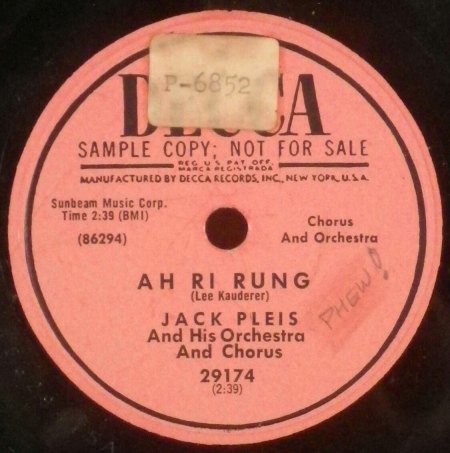 P-6852
DECCA
SAMPLE COPY; NOT FOR SALE
REG. U.S. PAT. OFF.
MARCA REGISTRADA
MANUFACTURED BY DECCA RECORDS, INC., NEW YORK, U.S.A.
Sunbeam Music Corp.
Time 2:39 (BMI)
(86294)
Chorus
And Orchestra
AH RI RUNG
(Lee Kauderer)
PHEW!
JACK PLEIS
And His Orchestra
And Chorus
29174
(2:39)